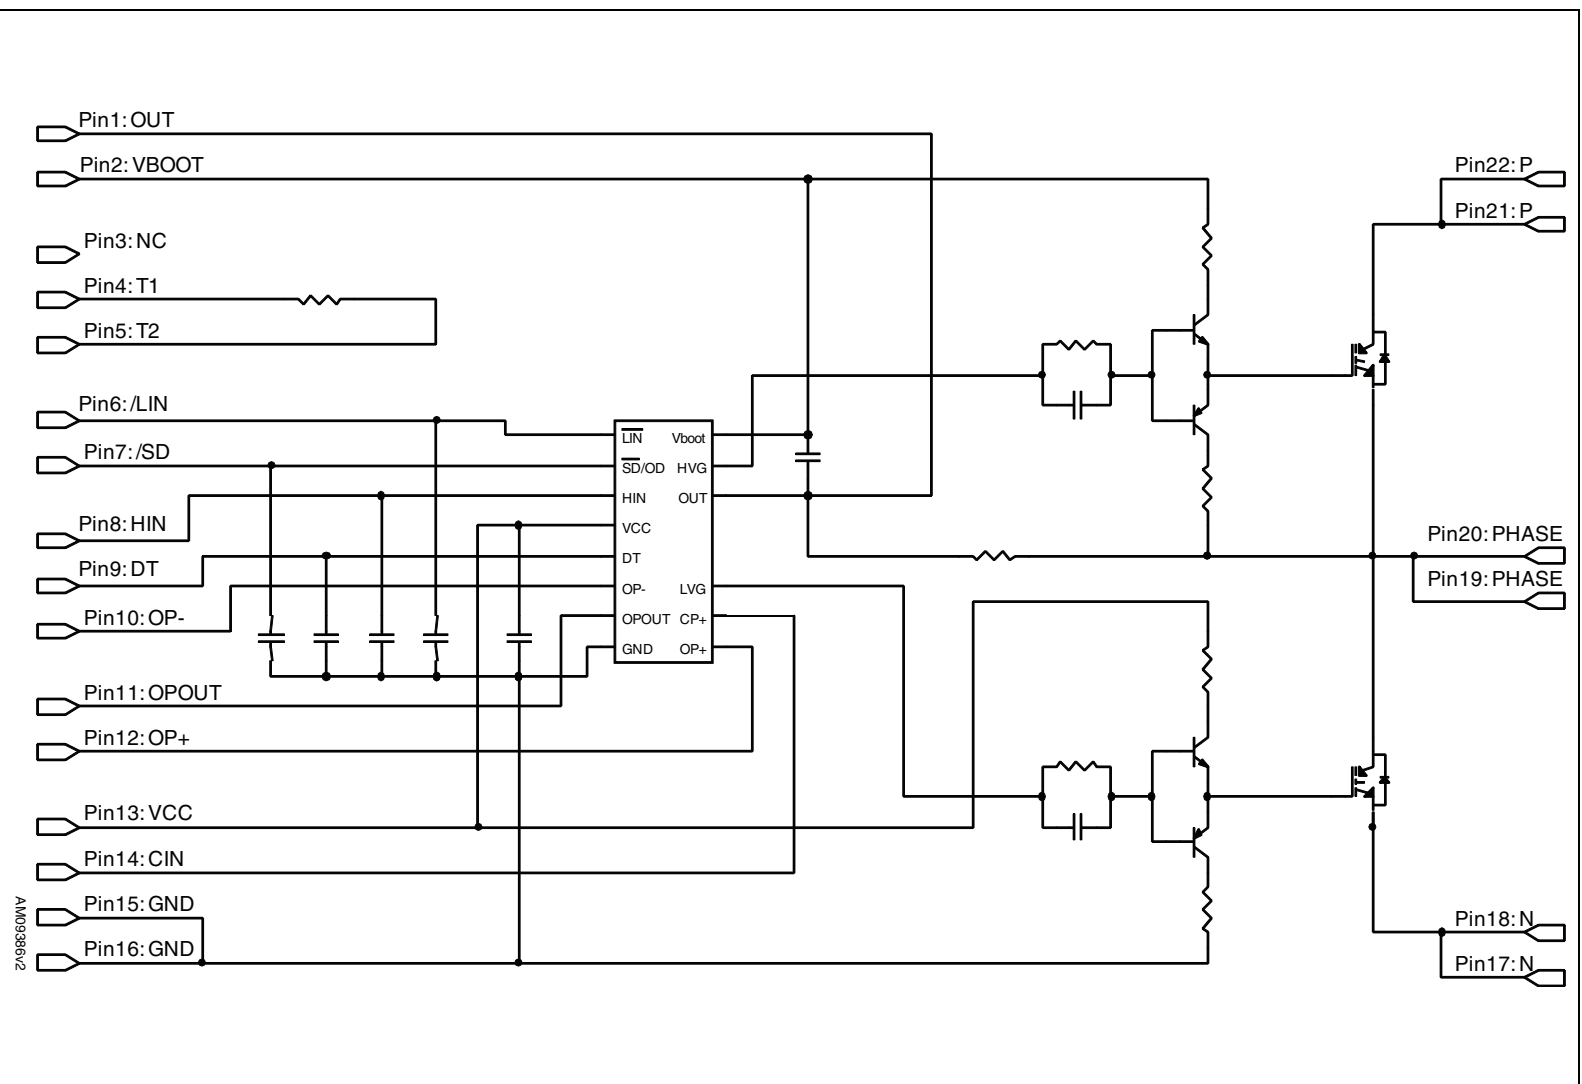 Pin1: OUT
Pin2: VBOOT
Pin3: NC
Pin4: T1
Pin5: T2
Pin6: /LIN
Pin7: /SD
Pin8: HIN
Pin9: DT
Pin10: OP-
Pin11: OPOUT
Pin12: OP+
Pin13: VCC
Pin14: CIN
Pin15: GND
Pin16: GND
LIN Vboot
SD/OD HVG
HIN OUT
VCC
DT
OP- LVG
OPOUT CP+
GND OP+
Pin22: P
Pin21: P
Pin20: PHASE
Pin19: PHASE
Pin18: N
Pin17: N
AM09386v2